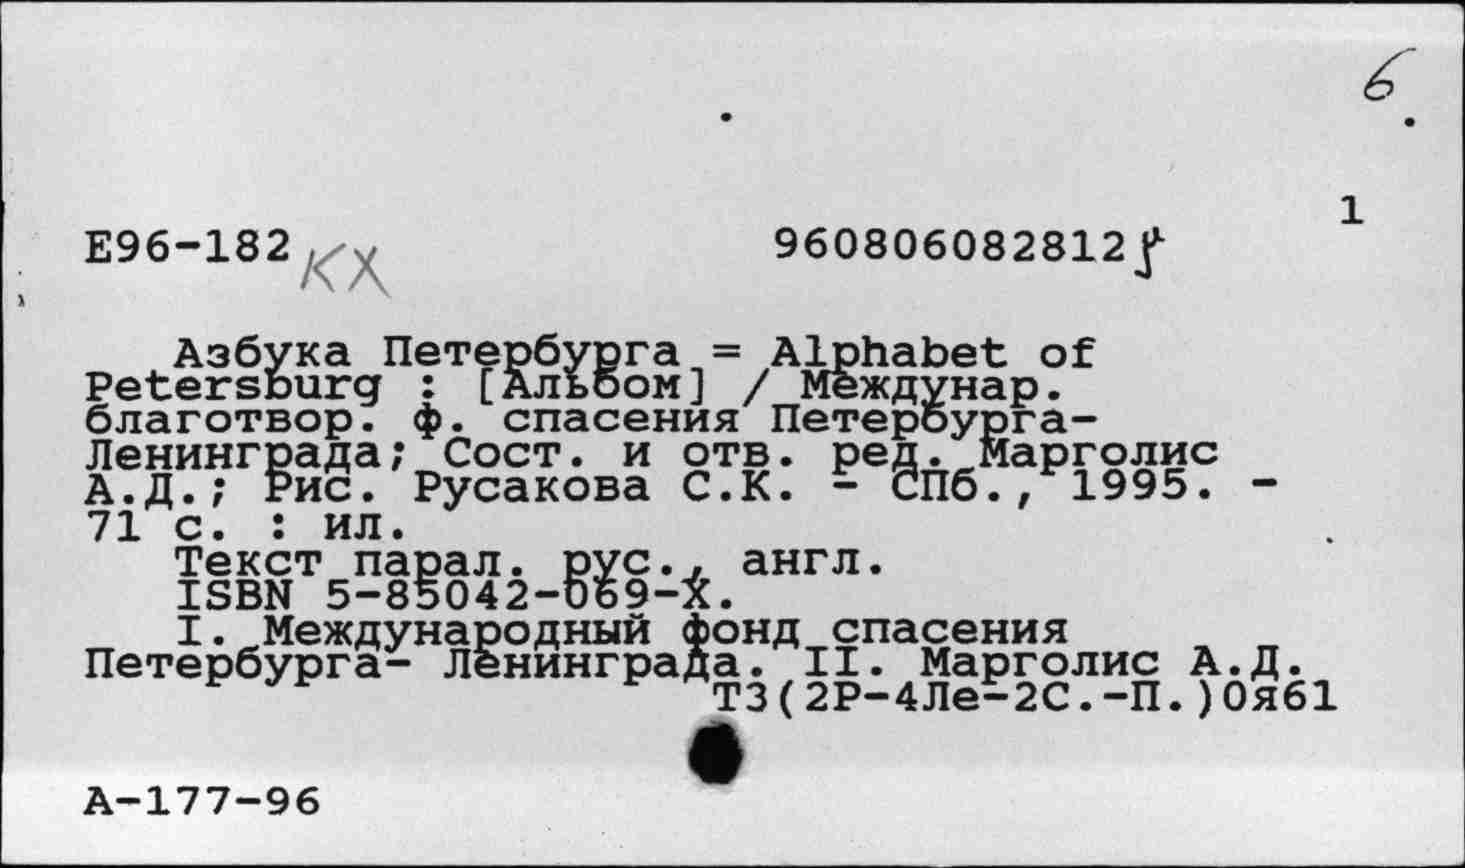 6
1
E96-182 КХ 960806082812
Азбука Петербурга = Alphabet of
Petersburg : [Альбом] / Междунар.
благотвор. ф. спасения Петербурга-
Ленинграда; Сост. и отв. ред. Марголис
А.Д.; Рис. Русакова С.К. - СПб., 1995. -
71 с. : ил.
Текст парал. рус., англ.
ISBN 5-85042-069-X.
I. Международный фонд спасения
Петербурга- Ленинграда. II. Марголис А.Д.
Т3(2Р-4Ле-2С.-П.)0я61
А-177-96